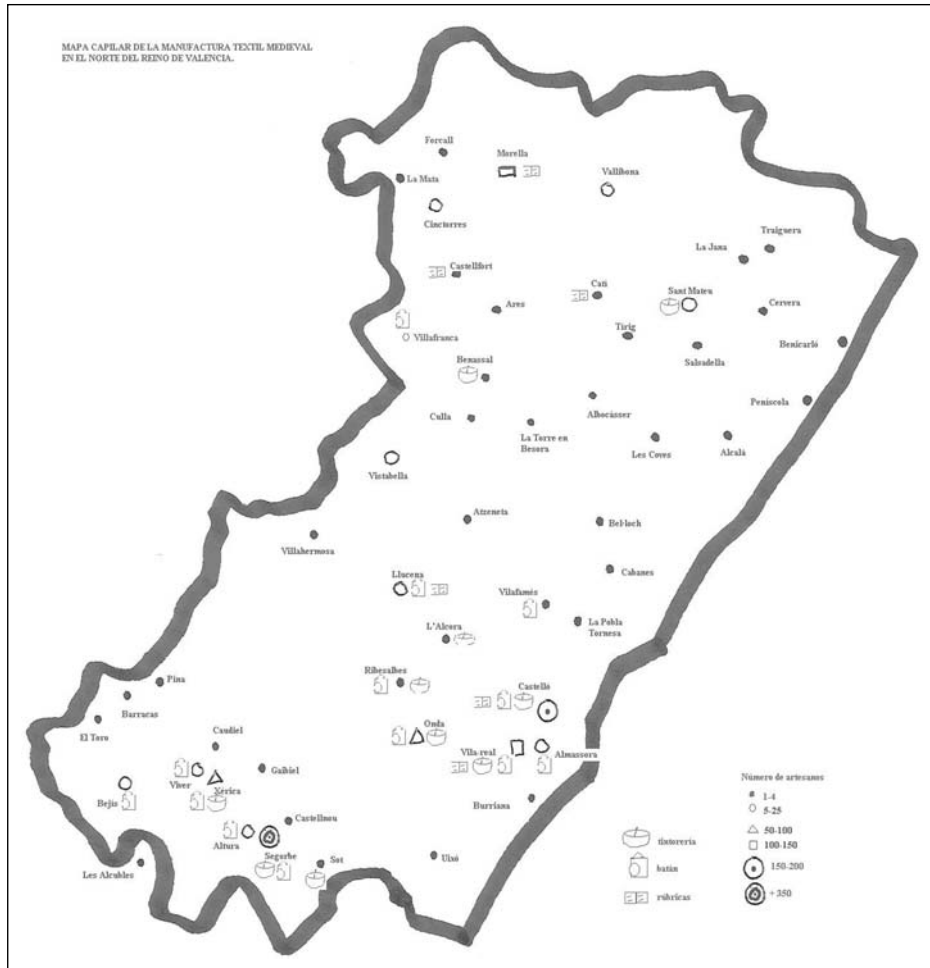 MAPA CAPILAR DE LA MANUFACTURA TEXTIL MEDIEVAL
EN EL NORTE DEL REINO DE VALENCIA.
Forcall
Morella
Vallibona
La Mata
Cinctorres
Traiguera
La Jana
Castellfort
Catí
Sant Mateu
Ares
Cervera
Villafranca
Tírig
Benicarló
Salsadella
Benassal
Peníscola
Culla
Albocàsser
La Torre en
Besora
Les Coves
Alcalà
Vistabella
Atzeneta
Bel·loch
Villahermosa
Cabanes
Llucena
Vilafamés
La Pobla
Tornesa
L'Alcora
Ribesalbes
Pina
Castelló
Barracas
El Toro
Onda
Caudiel
Vila-real
Almassora
Gaibiel
Viver
Xèrica
Bejís
Burriana
Castellnou
Altura
Segorbe
Sot
Uixó
Les Alcubles
Número de artesanos
1-4
5-25
50-100
100-150
150-200
+350
tintorería
batán
rúbricas